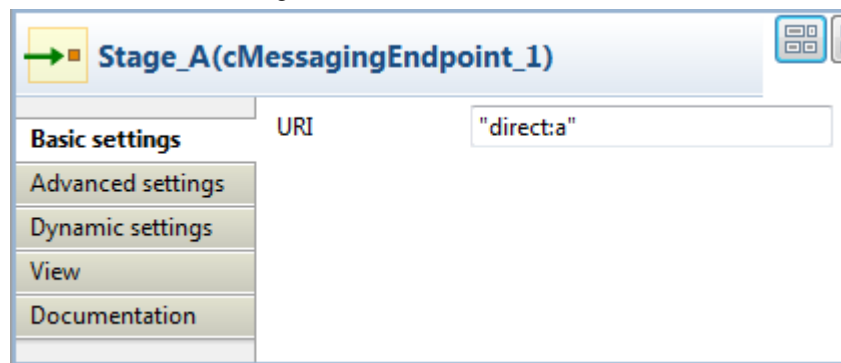 Stage_A(cMessagingEndpoint_1)
Basic settings
URI
"direct:a"
Advanced settings
Dynamic settings
View
Documentation